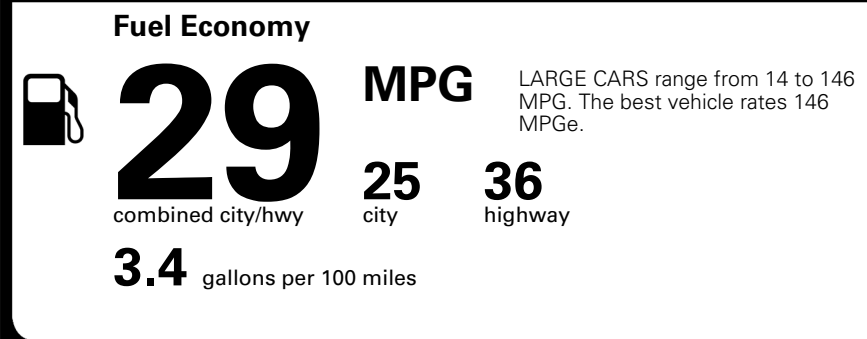 Fuel Economy
29
MPG
LARGE CARS range from 14 to 146
MPG. The best vehicle rates 146
MPGe.
combined city/hwy
25
city
36
highway
3.4 gallons per 100 miles